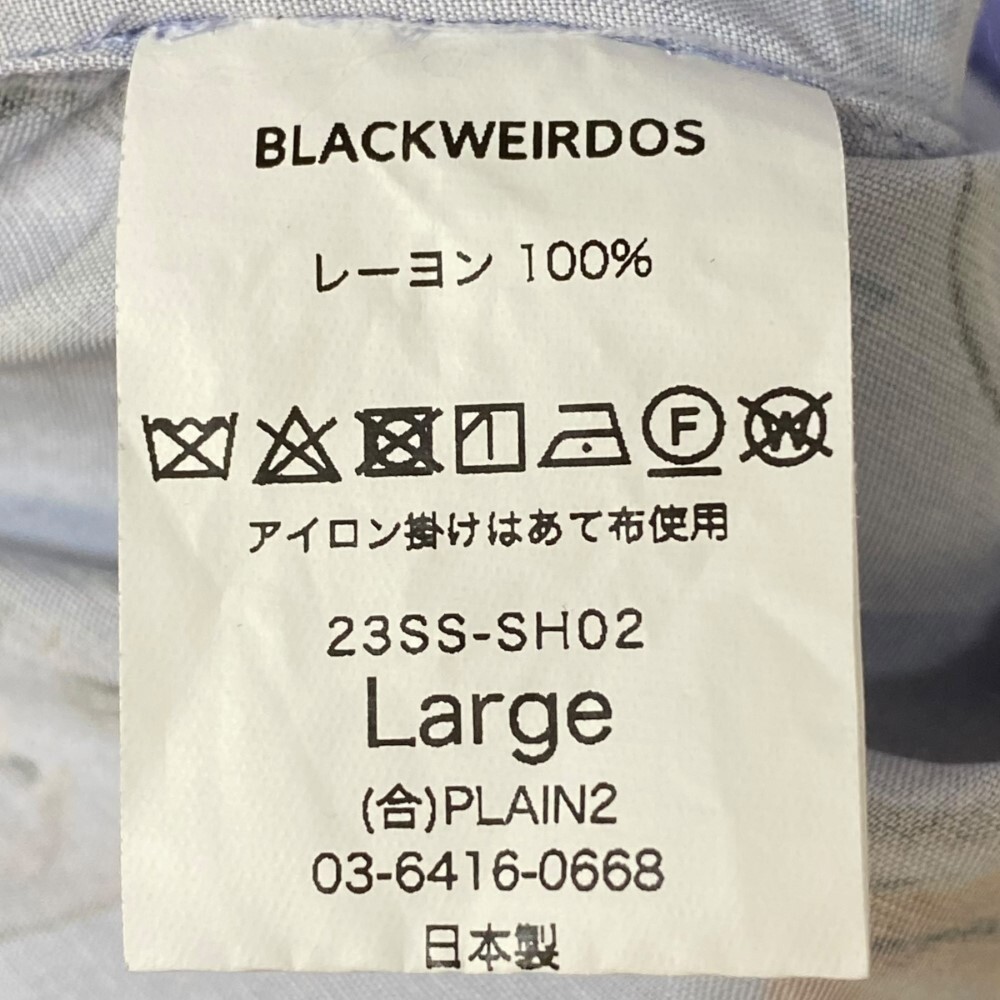 BLACKWEIRDOS
レーヨン 100%
F W
アイロン掛けはあて布使用
23SS-SH02
Large
(合)PLAIN2
03-6416-0668
日本製